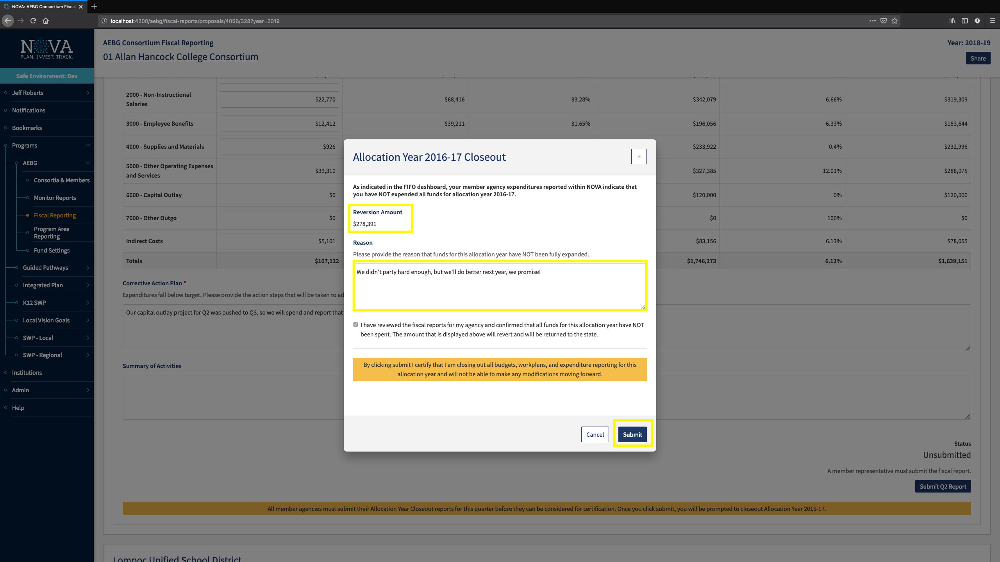 NOVA: AEBG Consortium Fisca
localhost:4200/aebg/fiscal-reports/proposals/4056/328?year=2019
NOVA
PLAN. INVEST. TRACK.
Safe Environment: Dev
Jeff Roberts
Notifications
Bookmarks
Programs
AEBG
Consortia & Members
Monitor Reports
Fiscal Reporting
Program Area
Reporting
Fund Settings
Guided Pathways
Integrated Plan
K12 SWP
Local Vision Goals
SWP - Local
SWP - Regional
Institutions
Admin
Help
AEBG Consortium Fiscal Reporting
01 Allan Hancock College Consortium
Year: 2018-19
Share
2000 - Non-Instructional
Salaries
$22,770 $68,416 33.28% $342,079 6.66% $319,309
3000 - Employee Benefits $12,412 $39,211 31.65% $196,056 6.33% $183,644
4000 - Supplies and Materials $926 $233,922 0.4% $232,996
5000 - Other Operating Expenses
and Services
$39,310 $327,385 12.01% $288,075
6000 - Capital Outlay $0 $120,000 0% $120,000
7000 - Other Outgo $0 $0 100% $0
Indirect Costs $5,101 $83,156 6.13% $78,055
Totals $107,122 $1,746,273 6.13% $1,639,151
Corrective Action Plan *
Expenditures fall below target. Please provide the action steps that will be taken to ad
Our capital outlay project for Q2 was pushed to Q3, so we will spend and report that
Summary of Activities
Allocation Year 2016-17 Closeout
×
As indicated in the FIFO dashboard, your member agency expenditures reported within NOVA indicate that
you have NOT expended all funds for allocation year 2016-17.
Reversion Amount
$278,391
Reason
Please provide the reason that funds for this allocation year have NOT been fully expanded.
We didn't party hard enough, but we'll do better next year, we promise!
I have reviewed the fiscal reports for my agency and confirmed that all funds for this allocation year have NOT
been spent. The amount that is displayed above will revert and will be returned to the state.
By clicking submit I certify that I am closing out all budgets, workplans, and expenditure reporting for this
allocation year and will not be able to make any modifications moving forward.
Cancel
Submit
Status
Unsubmitted
A member representative must submit the fiscal report.
Submit Q2 Report
All member agencies must submit their Allocation Year Closeout reports for this quarter before they can be considered for certification. Once you click submit, you will be prompted to closeout Allocation Year 2016-17.
Lompoc Unified School District